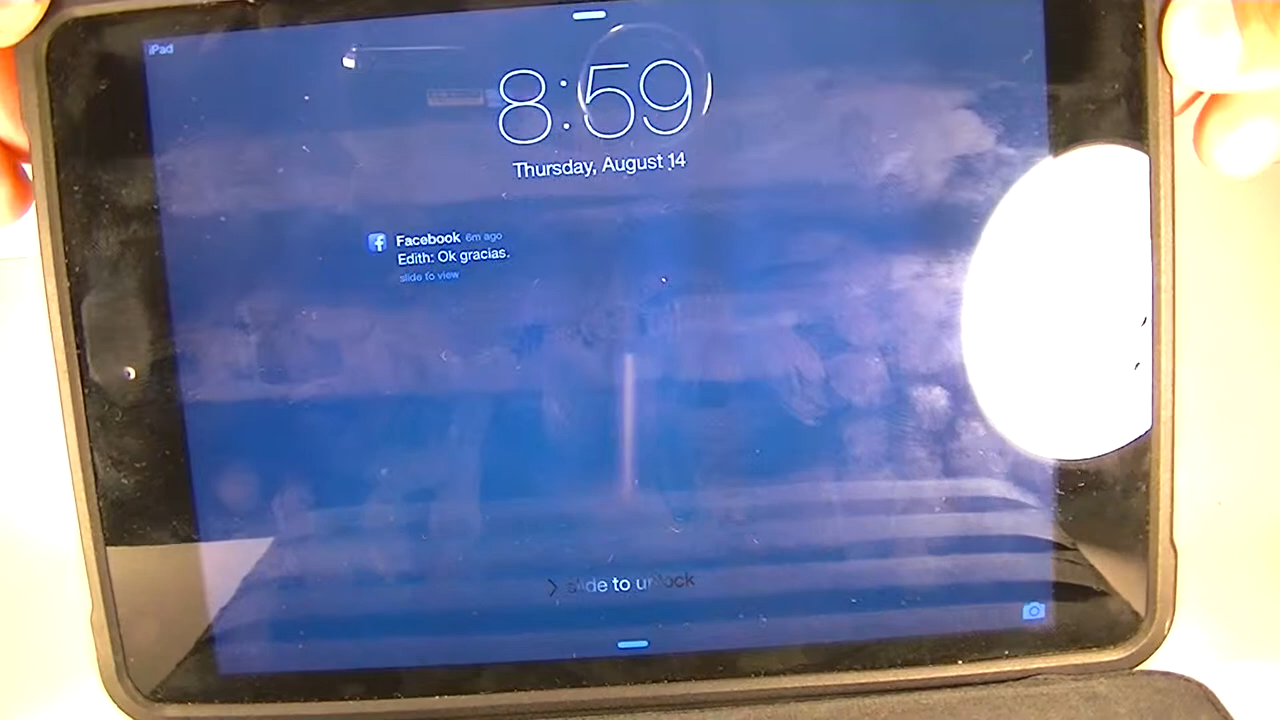 iPad
8:59
Thursday, August 14
Facebook 6m ago
Edith: Ok gracias.
slide to view
slide to unlock